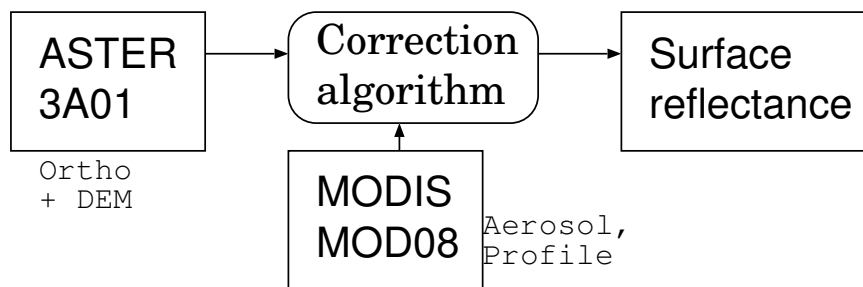 ASTER
3A01
Ortho
+ DEM
Correction
algorithm
MODIS
MOD08
Aerosol,
Profile
Surface
reflectance